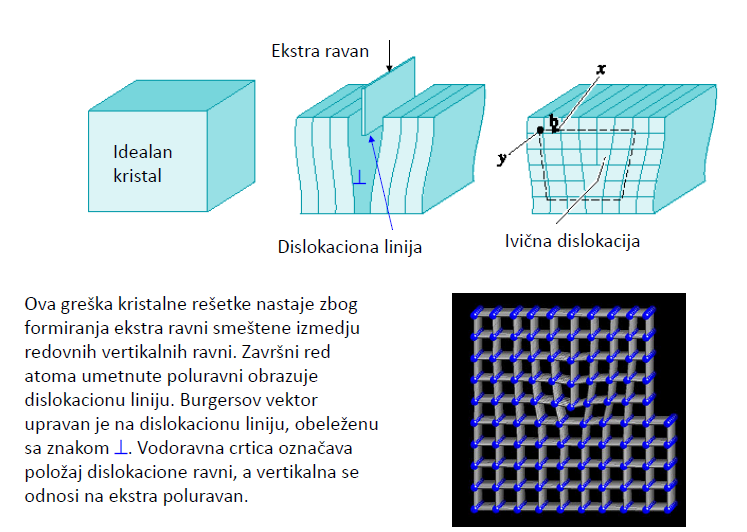 Ekstra ravan
Idealan
kristal
x
b
y
⊥
Dislokaciona linija
Ivična dislokacija
Ova greška kristalne rešetke nastaje zbog
formiranja ekstra ravni smeštene izmedju
redovnih vertikalnih ravni. Završni red
atoma umetnute poluravni obrazuje
dislokacionu liniju. Burgersov vektor
upravan je na dislokacionu liniju, obeleženu
sa znakom ⊥. Vodoravna crtica označava
položaj dislokacione ravni, a vertikalna se
odnosi na ekstra poluravan.